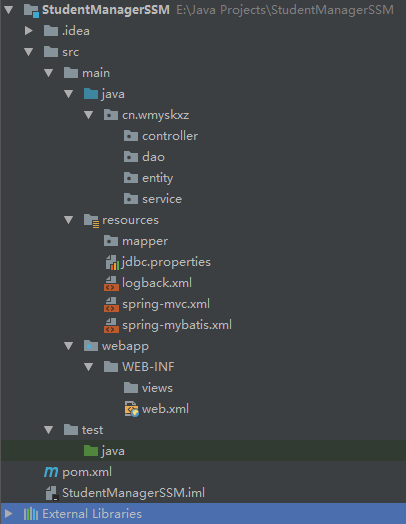 StudentManagerSSM E:\Java Projects\StudentManagerSSM
.idea
src
main
java
cn.wmyskxz
controller
dao
entity
service
resources
mapper
jdbc.properties
logback.xml
spring-mvc.xml
spring-mybatis.xml
webapp
WEB-INF
views
web.xml
test
java
pom.xml
StudentManagerSSM.iml
External Libraries